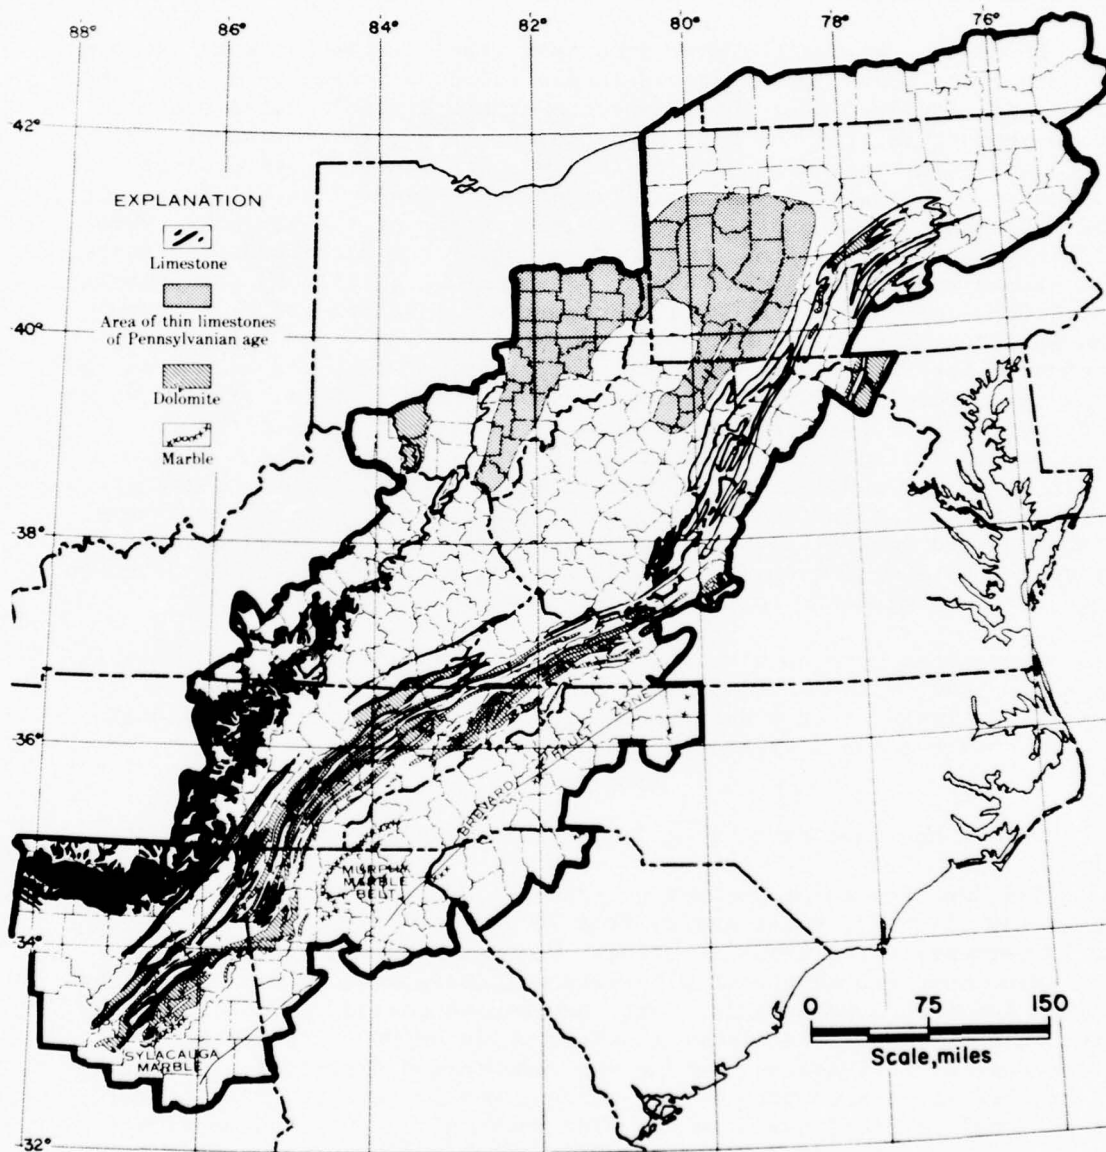 88°
86°
84°
82°
80°
78°
76°
42°
40°
38°
36°
34°
32°
EXPLANATION
Limestone
Area of thin limestones
of Pennsylvanian age
Dolomite
Marble
BREVARD
LINE
MURPHY
MARBLE
BELT
SYLACAUGA
MARBLE
0 75 150
Scale, miles